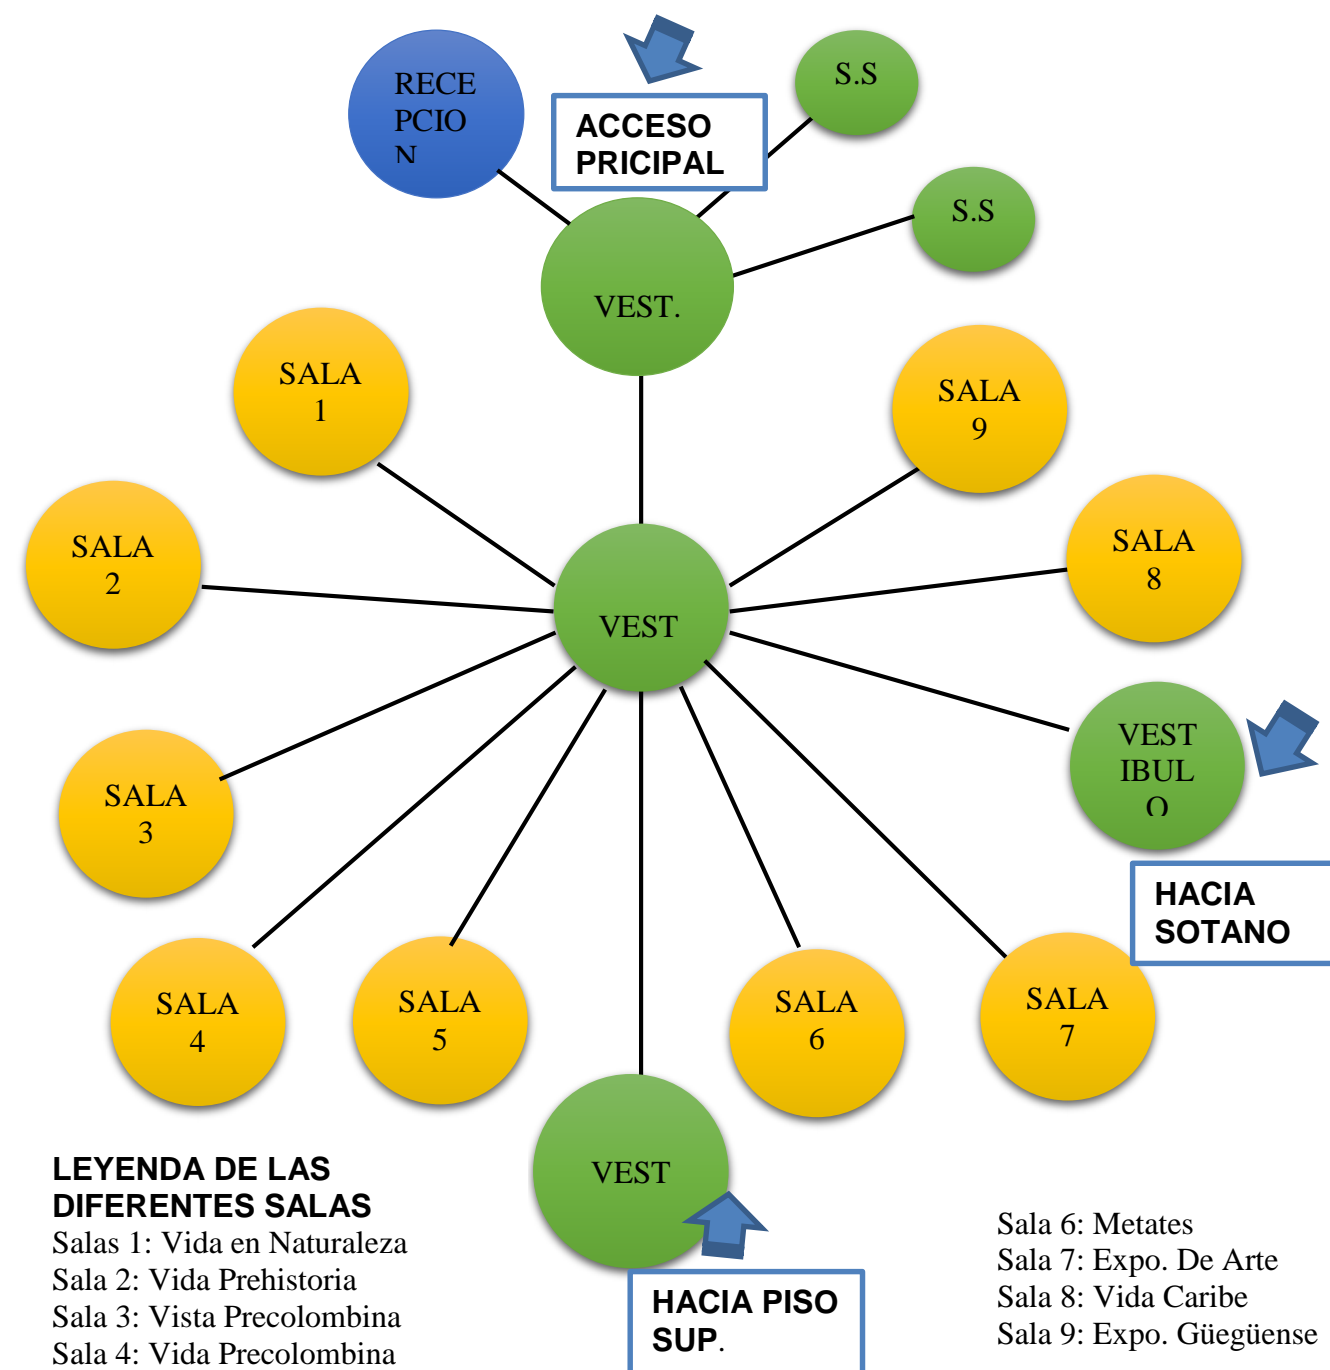 RECE
PCIO
N
ACCESO
PRICIPAL
S.S
S.S
VEST.
SALA
1
SALA
9
SALA
2
SALA
8
VEST
VEST
IBUL
O
SALA
3
HACIA
SOTANO
SALA
4
SALA
5
SALA
6
SALA
7
VEST
HACIA PISO
SUP.
LEYENDA DE LAS
DIFERENTES SALAS
Salas 1: Vida en Naturaleza
Sala 2: Vida Prehistoria
Sala 3: Vista Precolombina
Sala 4: Vida Precolombina
Sala 6: Metates
Sala 7: Expo. De Arte
Sala 8: Vida Caribe
Sala 9: Expo. Güegüense